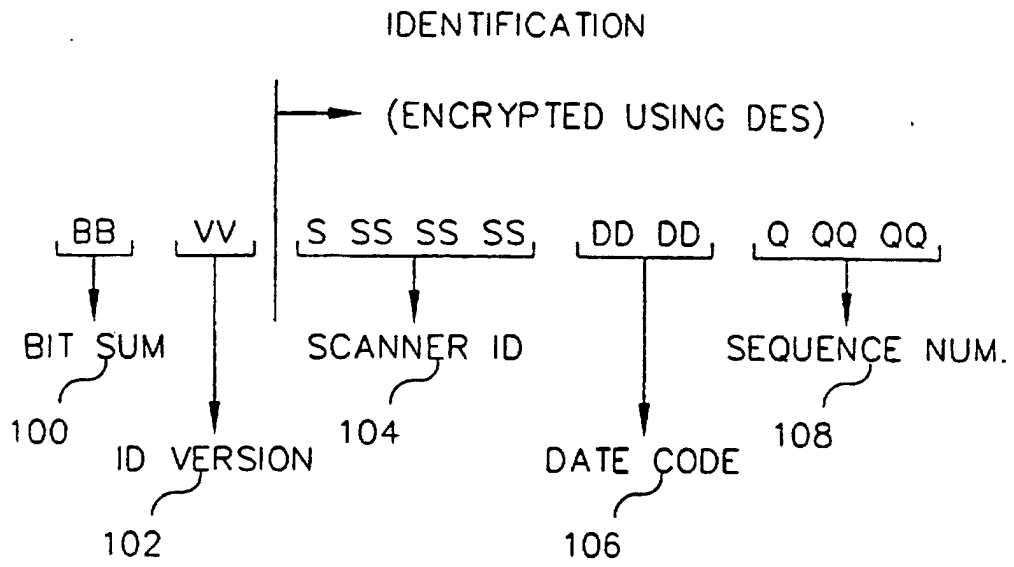 IDENTIFICATION
(ENCRYPTED USING DES)
BB VV S SS SS SS DD DD Q QQ QQ
BIT SUM SCANNER ID SEQUENCE NUM.
100 104 108
ID VERSION DATE CODE
102 106